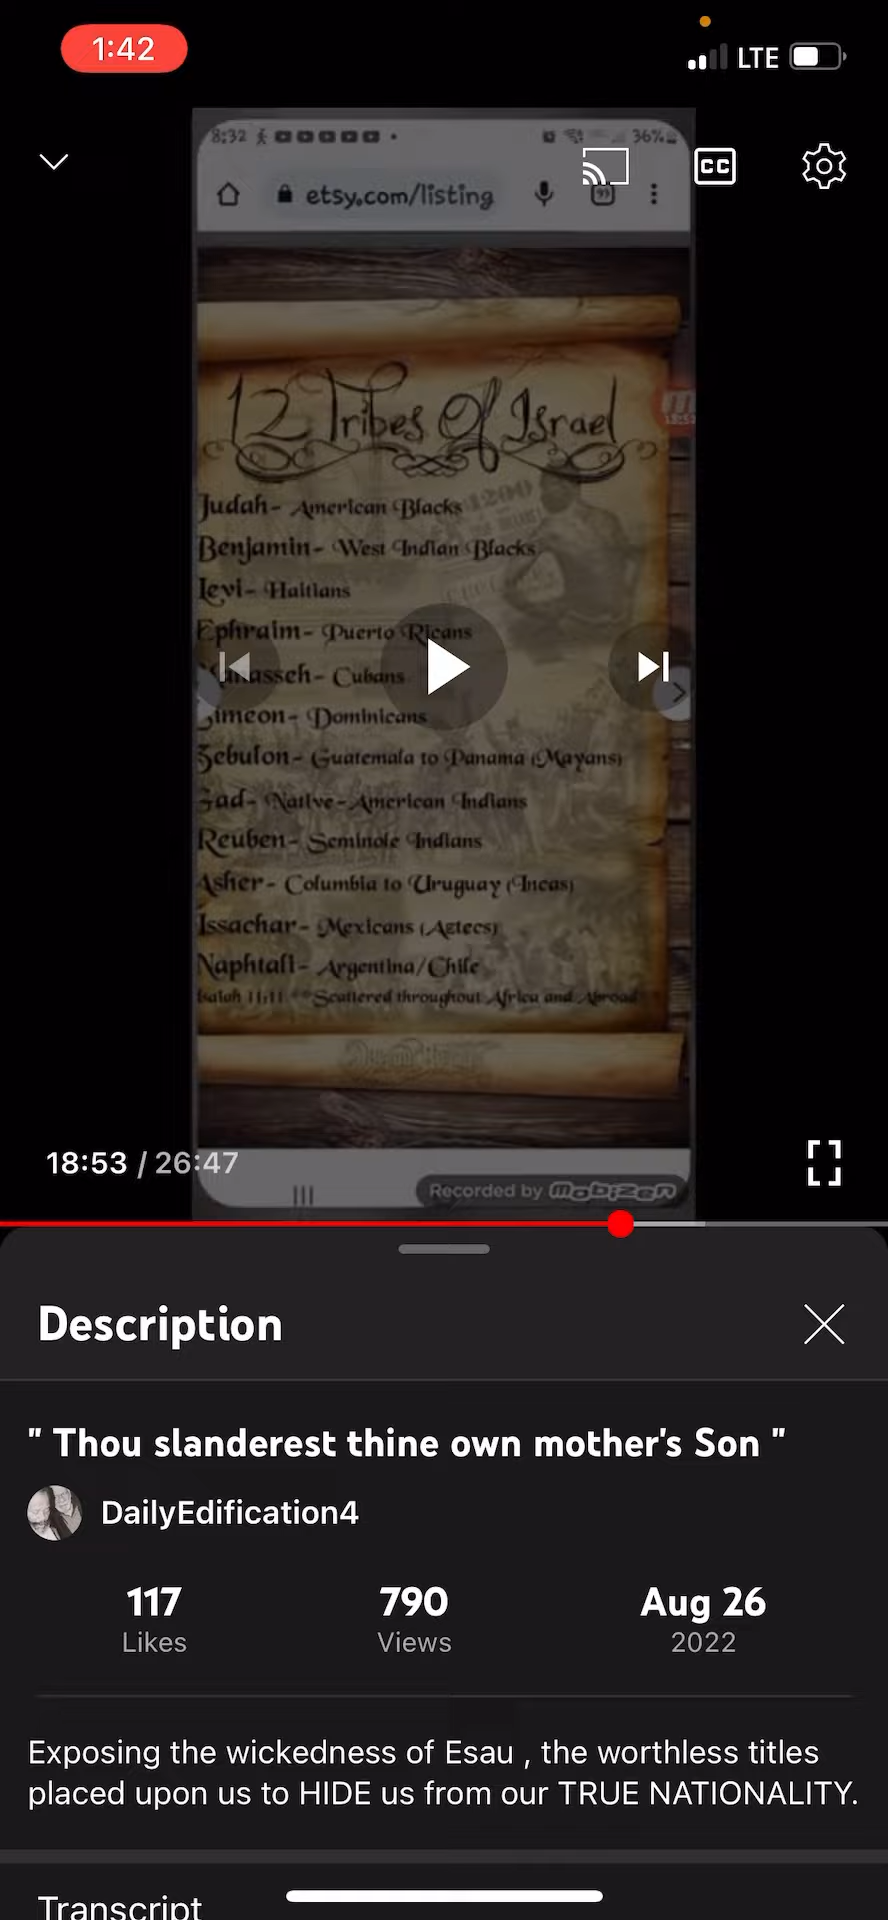 1:42
LTE
8:32
36%
etsy.com/listing
99
CC
12 Tribes Of Israel
Judah- American Blacks
Benjamin- West Indian Blacks
Levi- Haitians
Ephraim- Puerto Ricans
Manasseh- Cubans
Simeon- Dominicans
Zebulon- Guatemala to Panama (Mayans)
Gad- Native-American Indians
Reuben- Seminole Indians
Asher- Columbia to Uruguay (Incas)
Issachar- Mexicans (Aztecs)
Naphtali- Argentina/Chile
Isaiah 11:11 **Scattered throughout Africa and Abroad
18:53 / 26:47
Recorded by Mobizen
Description
" Thou slanderest thine own mother's Son "
DailyEdification4
117 790 Aug 26
Likes Views 2022
Exposing the wickedness of Esau , the worthless titles
placed upon us to HIDE us from our TRUE NATIONALITY.
Transcript